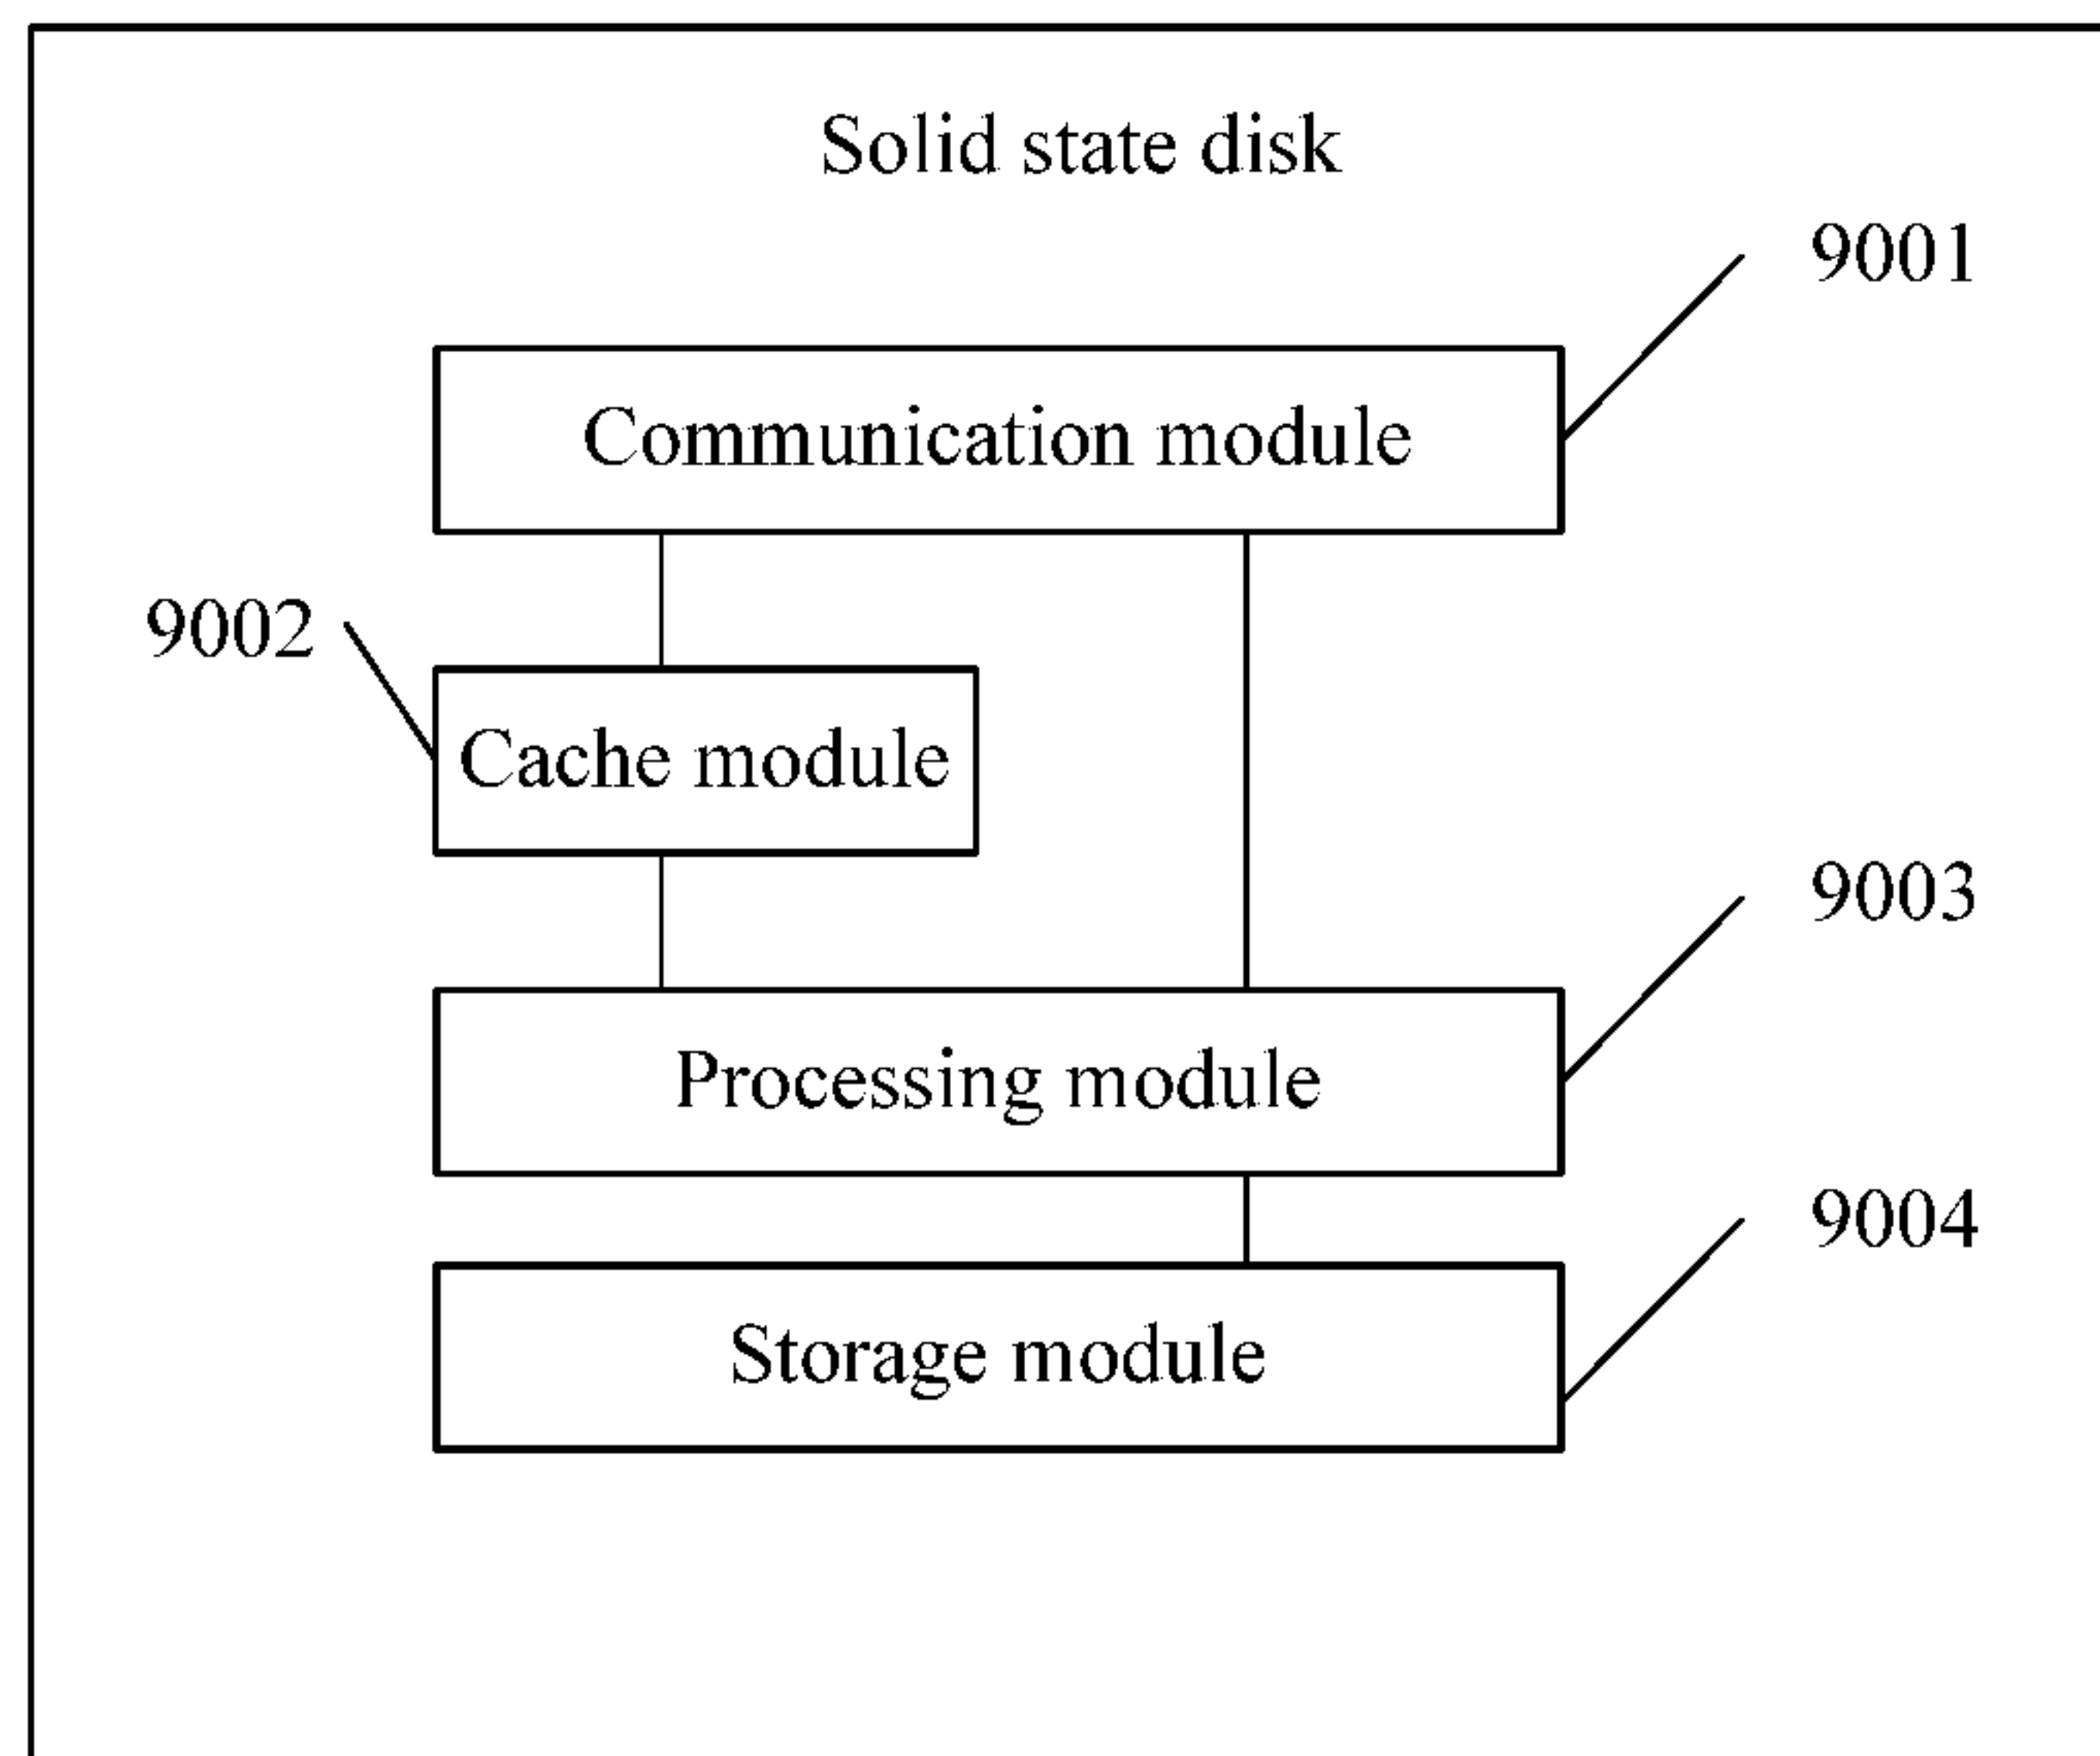 Solid state disk
9001
Communication module
9002
Cache module
9003
Processing module
9004
Storage module